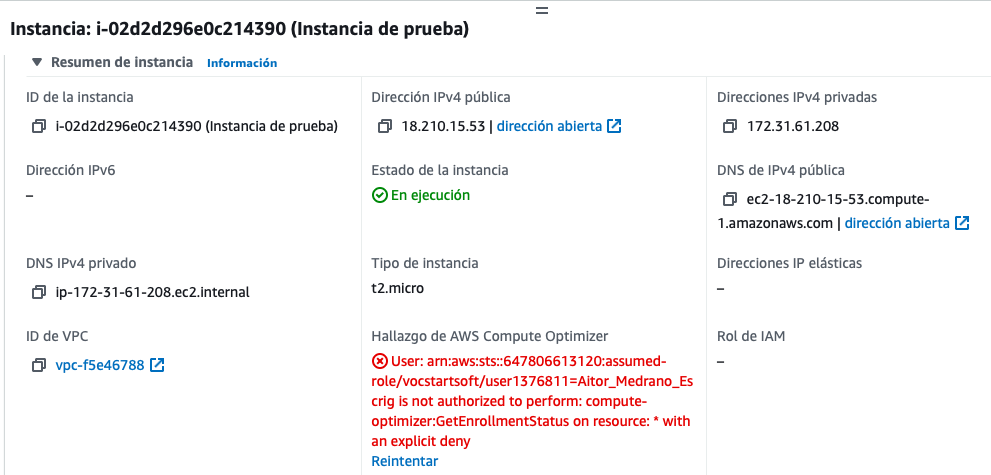 Instancia: i-02d2d296e0c214390 (Instancia de prueba)
Resumen de instancia Información
ID de la instancia
i-02d2d296e0c214390 (Instancia de prueba)
Dirección IPv4 pública
18.210.15.53 | dirección abierta
Direcciones IPv4 privadas
172.31.61.208
Dirección IPv6
–
Estado de la instancia
En ejecución
DNS de IPv4 pública
ec2-18-210-15-53.compute-
1.amazonaws.com | dirección abierta
DNS IPv4 privado
ip-172-31-61-208.ec2.internal
Tipo de instancia
t2.micro
Direcciones IP elásticas
–
ID de VPC
vpc-f5e46788
Hallazgo de AWS Compute Optimizer
User: arn:aws:sts::647806613120:assumed-
role/vocstartsoft/user1376811=Aitor_Medrano_Es
crig is not authorized to perform: compute-
optimizer:GetEnrollmentStatus on resource: * with
an explicit deny
Reintentar
Rol de IAM
–